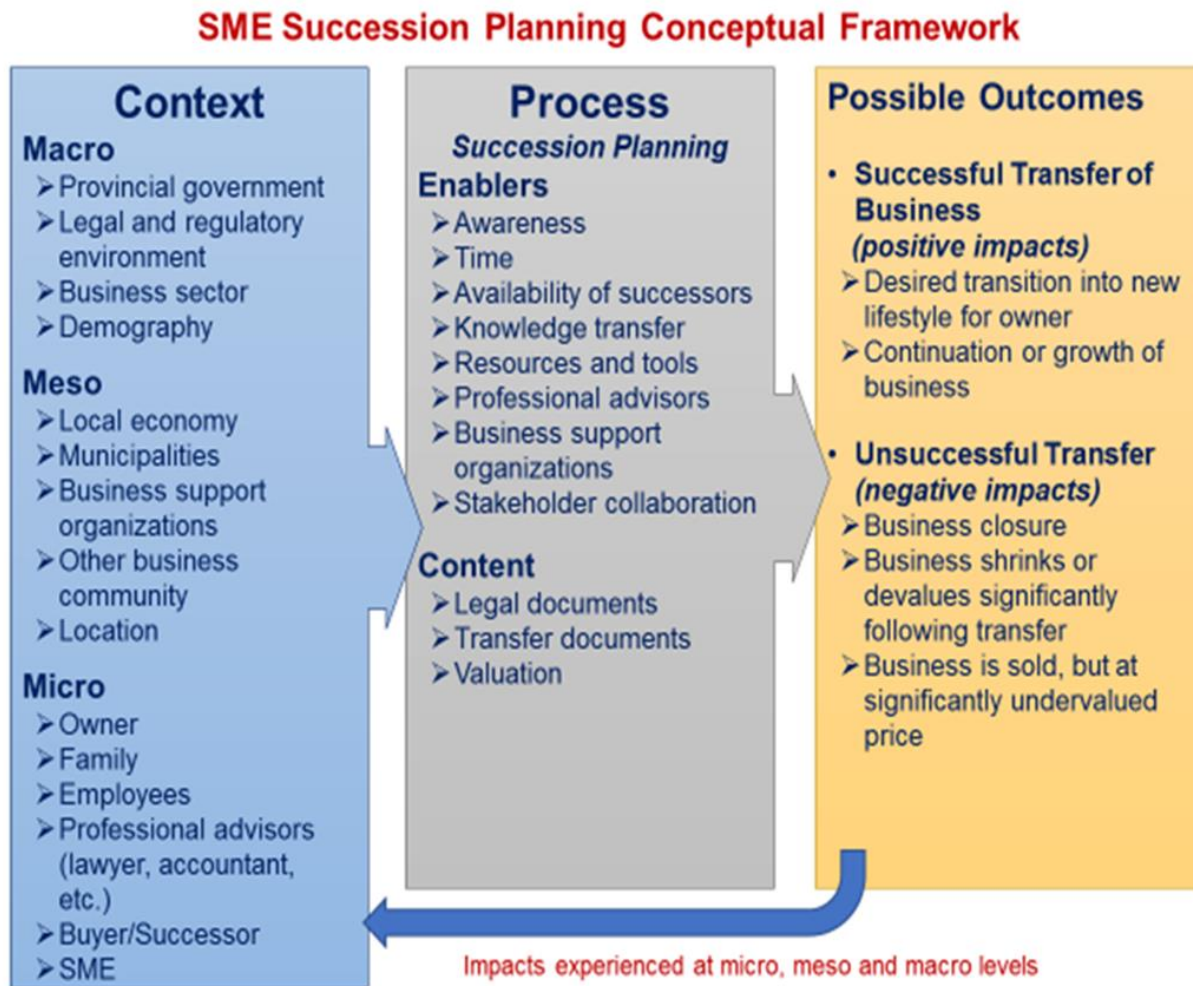 SME Succession Planning Conceptual Framework
Context
Macro
➤ Provincial government
➤ Legal and regulatory
environment
➤ Business sector
➤ Demography
Meso
➤ Local economy
➤ Municipalities
➤ Business support
organizations
➤ Other business
community
➤ Location
Micro
➤ Owner
➤ Family
➤ Employees
➤ Professional advisors
(lawyer, accountant,
etc.)
➤ Buyer/Successor
➤ SME
Process
Succession Planning
Enablers
➤ Awareness
➤ Time
➤ Availability of successors
➤ Knowledge transfer
➤ Resources and tools
➤ Professional advisors
➤ Business support
organizations
➤ Stakeholder collaboration
Content
➤ Legal documents
➤ Transfer documents
➤ Valuation
Possible Outcomes
• Successful Transfer of
Business
(positive impacts)
➤ Desired transition into new
lifestyle for owner
➤ Continuation or growth of
business
• Unsuccessful Transfer
(negative impacts)
➤ Business closure
➤ Business shrinks or
devalues significantly
following transfer
➤ Business is sold, but at
significantly undervalued
price
Impacts experienced at micro, meso and macro levels